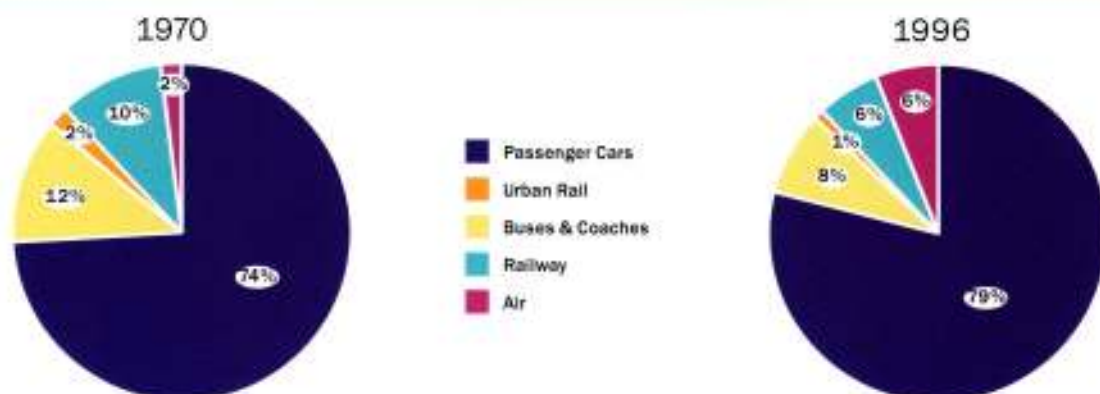 1970
2%
10%
2%
12%
74%
Passenger Cars
Urban Rail
Buses & Coaches
Railway
Air
1996
6%
6%
1%
8%
79%